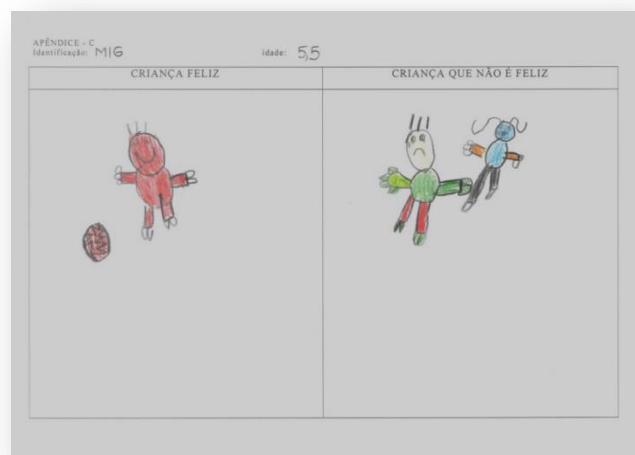 APÊNDICE - C
Identificação: MIG idade: 5,5
CRIANÇA FELIZ CRIANÇA QUE NÃO É FELIZ